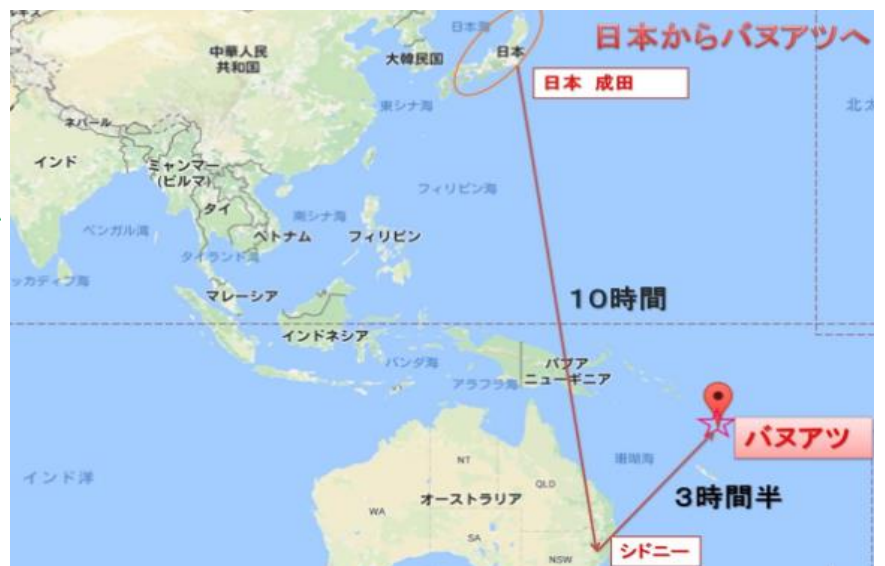 日本海
日本からバヌアツへ
中華人民
共和国
大韓民国
日本
日本 成田
東シナ海
北太
ネパール
インド
ミャンマー
(ビルマ)
タイ
フィリピン海
南シナ海
ベンガル湾
ベトナム
フィリピン
タイランド湾
ッカディブ海
マレーシア
10時間
インドネシア
バンダ海
パプア
ニューギニア
アラフラ海
バヌアツ
珊瑚海
インド洋
NT
QLD
オーストラリア
3時間半
WA
SA
シドニー
NSW